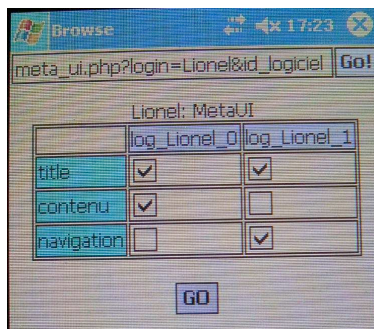 Browse 17:23
meta_ui.php?login=Lionel&id_logiciel Go!
Lionel: MetaUI
log_Lionel_0 log_Lionel_1
title
contenu
navigation
GO